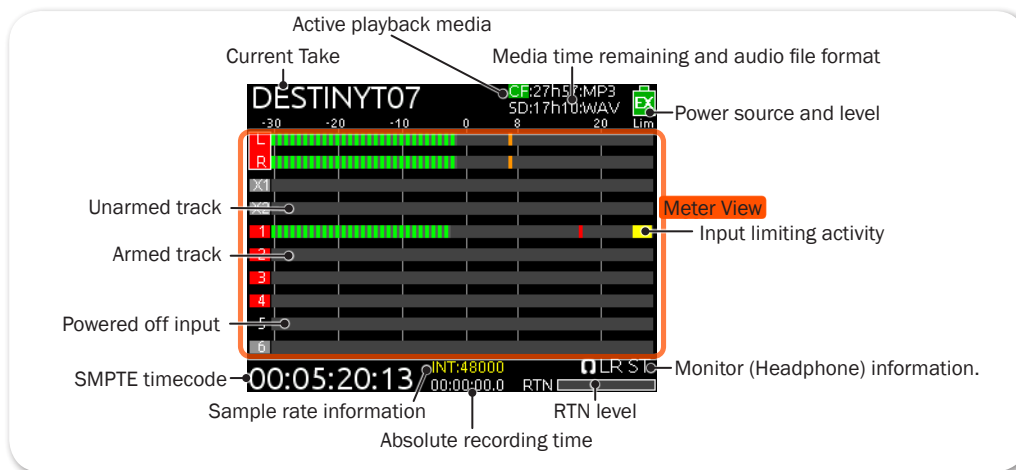 Active playback media
Current Take
Media time remaining and audio file format
DESTINYT07
CF:27h57:MP3
SD:17h10:WAV
EX
Power source and level
-30 -20 -10 0 8 20 Lim
L
R
X1
Unarmed track
X2
Meter View
1
Input limiting activity
Armed track
2
3
4
Powered off input
5
6
SMPTE timecode
00:05:20:13
INT:48000
00:00:00.0
RTN
LR ST
Monitor (Headphone) information.
Sample rate information
RTN level
Absolute recording time